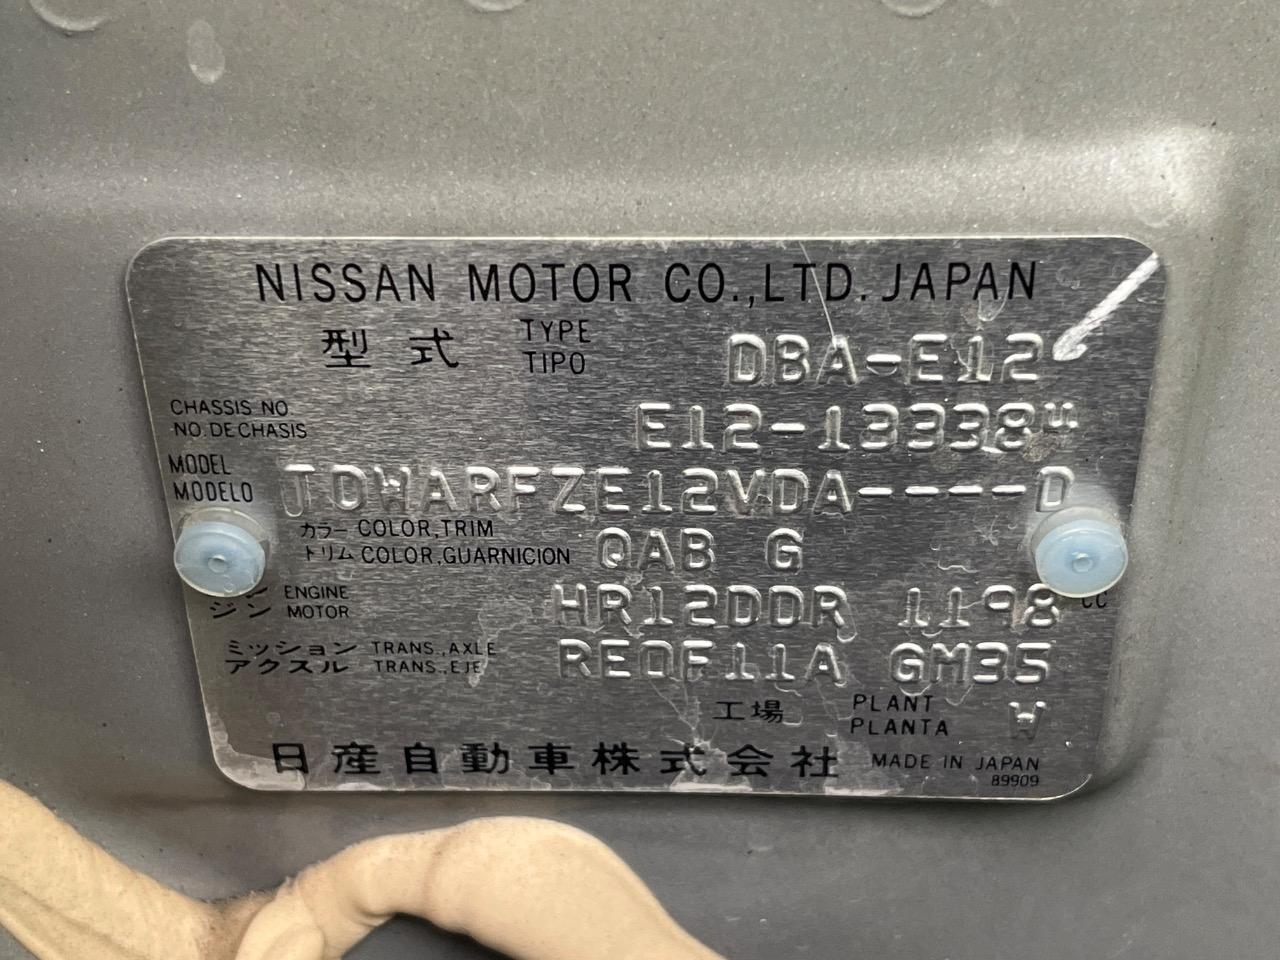 NISSAN MOTOR CO.,LTD. JAPAN
型式 TYPE TIPO DBA-E12
CHASSIS NO. NO. DE CHASIS
MODEL MODELO JDWARFZE12VDA----D
カラー COLOR,TRIM
トリム COLOR,GUARNICION QAB G
ジン ENGINE MOTOR HR12DDR 1198 CC
ミッション TRANS.,AXLE
アクスル TRANS.,EJE RE0F11A GM35
工場 PLANT PLANTA W
日産自動車株式会社 MADE IN JAPAN
89909